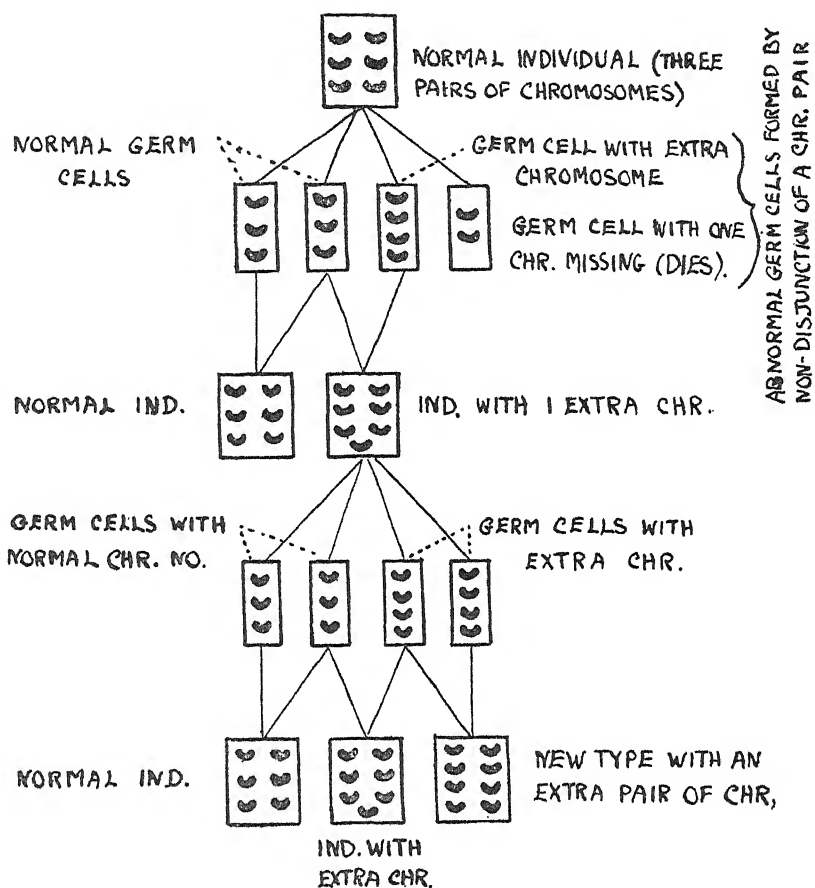 NORMAL INDIVIDUAL (THREE
PAIRS OF CHROMOSOMES)
NORMAL GERM
CELLS
GERM CELL WITH EXTRA
CHROMOSOME
GERM CELL WITH ONE
CHR. MISSING (DIES).
ABNORMAL GERM CELLS FORMED BY
NON-DISJUNCTION OF A CHR. PAIR
NORMAL IND.
IND. WITH 1 EXTRA CHR.
GERM CELLS WITH
NORMAL CHR. NO.
GERM CELLS WITH
EXTRA CHR.
NORMAL IND.
IND. WITH
EXTRA CHR.
NEW TYPE WITH AN
EXTRA PAIR OF CHR,